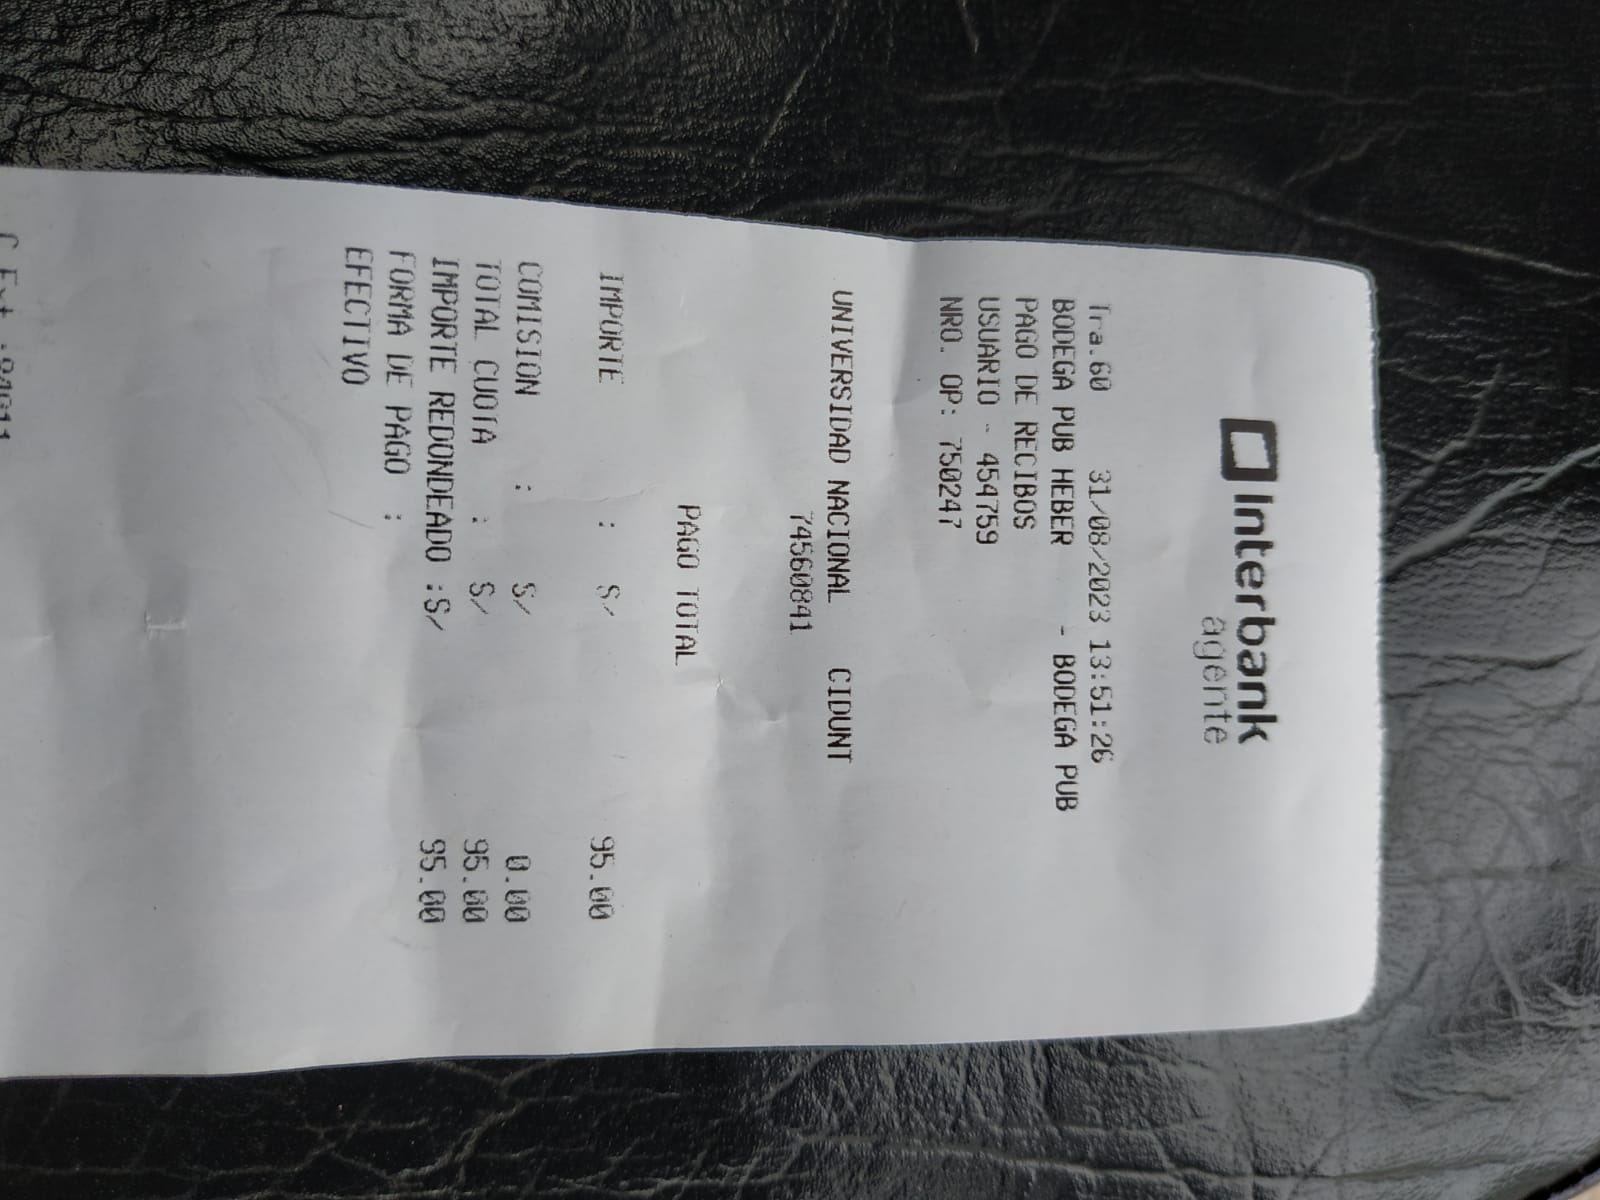 Interbank
agente
Tra.60 31/08/2023 13:51:26
BODEGA PUB HEBER - BODEGA PUB
PAGO DE RECIBOS
USUARIO - 454759
NRO. OP: 750247
UNIVERSIDAD NACIONAL CIDUNT
74560841
PAGO TOTAL
IMPORTE : S/ 95.00
COMISION : S/ 0.00
TOTAL CUOTA : S/ 95.00
IMPORTE REDONDEADO :S/ 95.00
FORMA DE PAGO :
EFECTIVO